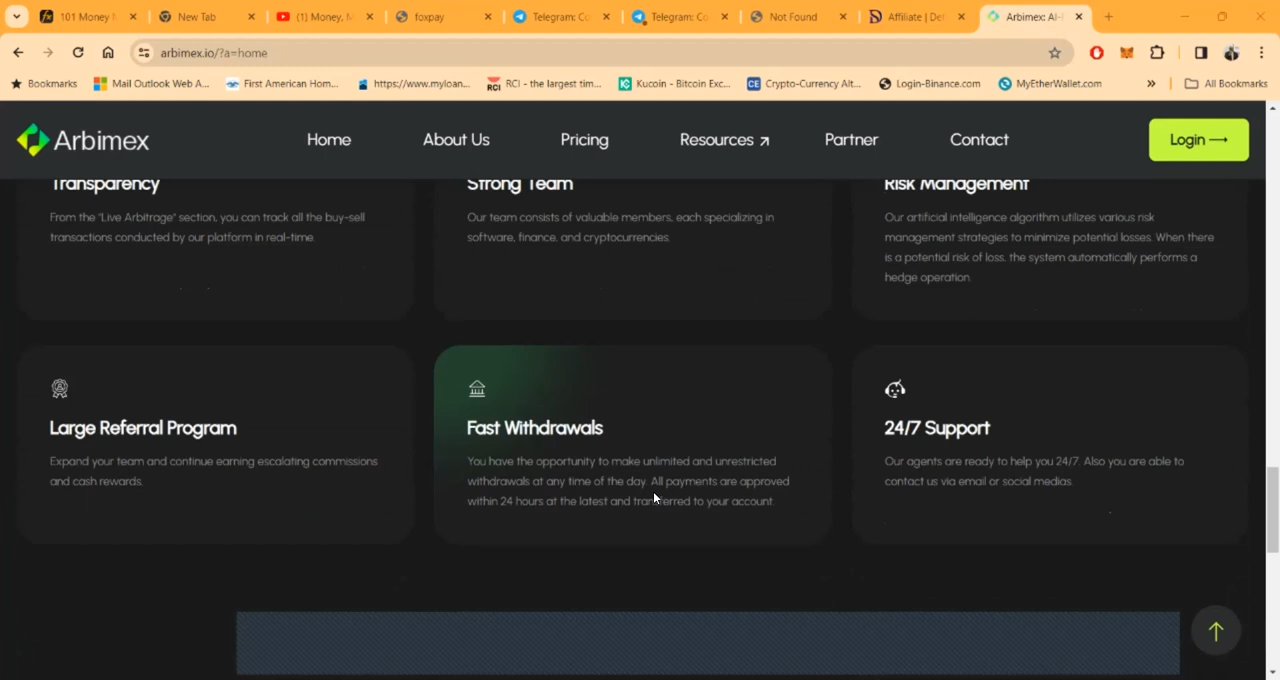 101 Money M
New Tab
(1) Money, M
foxpay
Telegram: Co
Telegram: Co
Not Found
Affiliate | Def
Arbimex: AI-
arbimex.io/?a=home
Bookmarks
Mail Outlook Web A...
First American Hom...
https://www.myloan...
RCI - the largest tim...
Kucoin - Bitcoin Exc...
Crypto-Currency Alt...
Login-Binance.com
MyEtherWallet.com
All Bookmarks
Arbimex
Home
About Us
Pricing
Resources
Partner
Contact
Login
Transparency
From the "Live Arbitrage" section, you can track all the buy-sell
transactions conducted by our platform in real-time.
Strong Team
Our team consists of valuable members, each specializing in
software, finance, and cryptocurrencies.
Risk Management
Our artificial intelligence algorithm utilizes various risk
management strategies to minimize potential losses. When there
is a potential risk of loss, the system automatically performs a
hedge operation.
Large Referral Program
Expand your team and continue earning escalating commissions
and cash rewards.
Fast Withdrawals
You have the opportunity to make unlimited and unrestricted
withdrawals at any time of the day. All payments are approved
within 24 hours at the latest and transferred to your account.
24/7 Support
Our agents are ready to help you 24/7. Also you are able to
contact us via email or social medias.